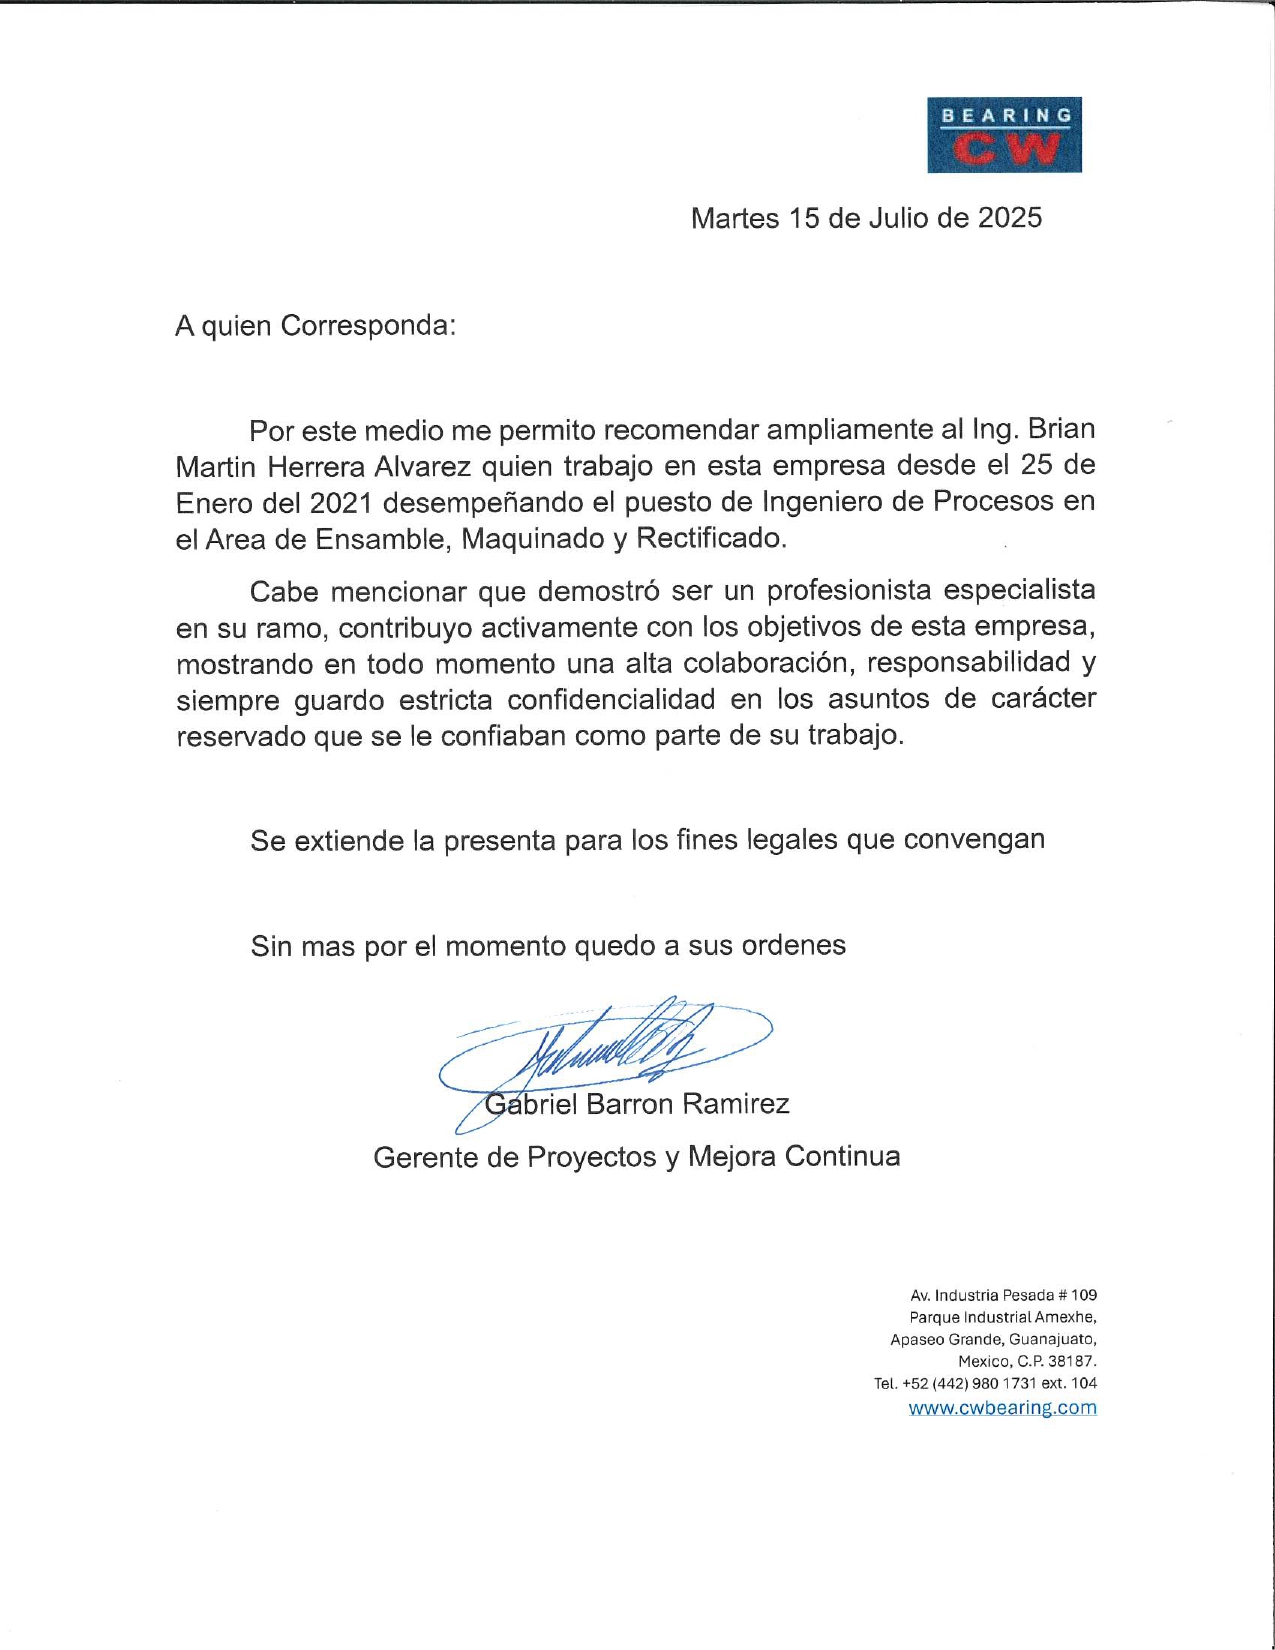 BEARING
CW
Martes 15 de Julio de 2025
A quien Corresponda:
Por este medio me permito recomendar ampliamente al Ing. Brian
Martin Herrera Alvarez quien trabajo en esta empresa desde el 25 de
Enero del 2021 desempeñando el puesto de Ingeniero de Procesos en
el Area de Ensamble, Maquinado y Rectificado.
Cabe mencionar que demostró ser un profesionista especialista
en su ramo, contribuyo activamente con los objetivos de esta empresa,
mostrando en todo momento una alta colaboración, responsabilidad y
siempre guardo estricta confidencialidad en los asuntos de carácter
reservado que se le confiaban como parte de su trabajo.
Se extiende la presenta para los fines legales que convengan
Sin mas por el momento quedo a sus ordenes
Gabriel Barron Ramirez
Gerente de Proyectos y Mejora Continua
Av. Industria Pesada # 109
Parque Industrial Amexhe,
Apaseo Grande, Guanajuato,
Mexico, C.P. 38187.
Tel. +52 (442) 980 1731 ext. 104
www.cwbearing.com